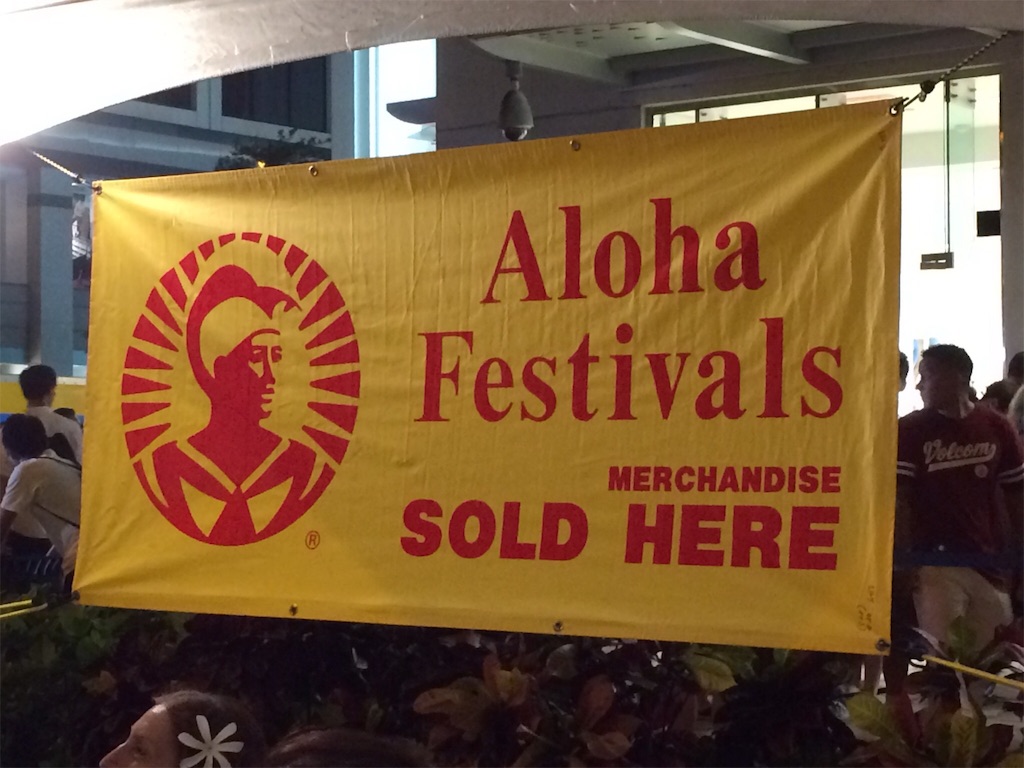 Aloha
Festivals
MERCHANDISE
SOLD HERE
®
Volcom